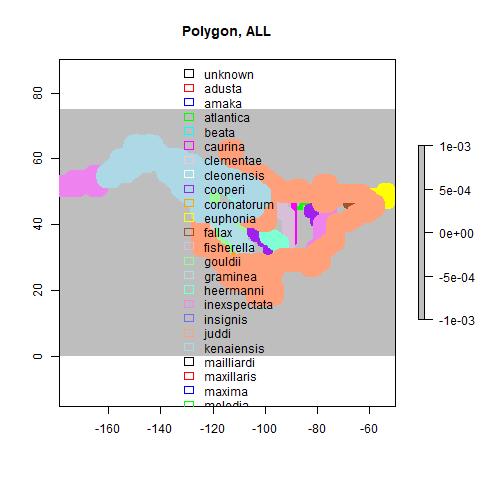 Polygon, ALL
unknown
adusta
amaka
atlantica
beata
caurina
clementae
cleonensis
cooperi
coronatorum
euphonia
fallax
fisherella
gouldii
graminea
heermanni
inexspectata
insignis
juddi
kenaiensis
mailliardi
maxillaris
maxima
melodia
80
60
40
20
0
-160
-140
-120
-100
-80
-60
1e-03
5e-04
0e+00
-5e-04
-1e-03